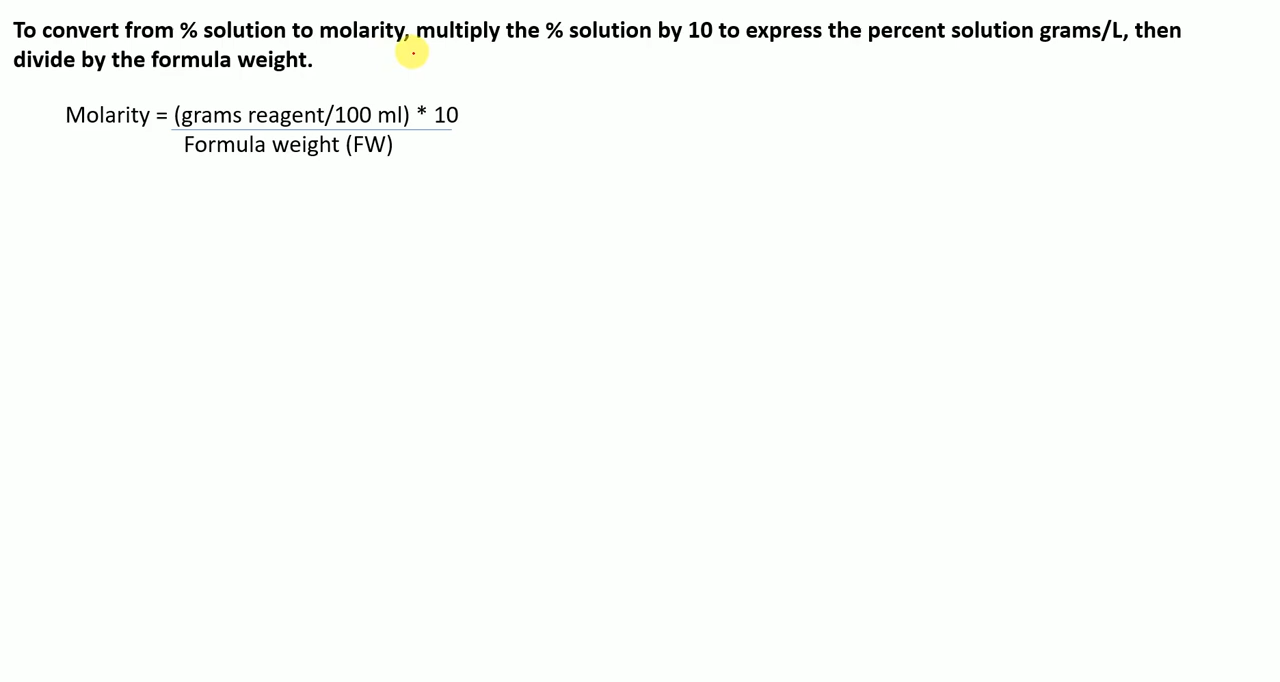 To convert from % solution to molarity, multiply the % solution by 10 to express the percent solution grams/L, then
divide by the formula weight.
Molarity = (grams reagent/100 ml) * 10
Formula weight (FW)